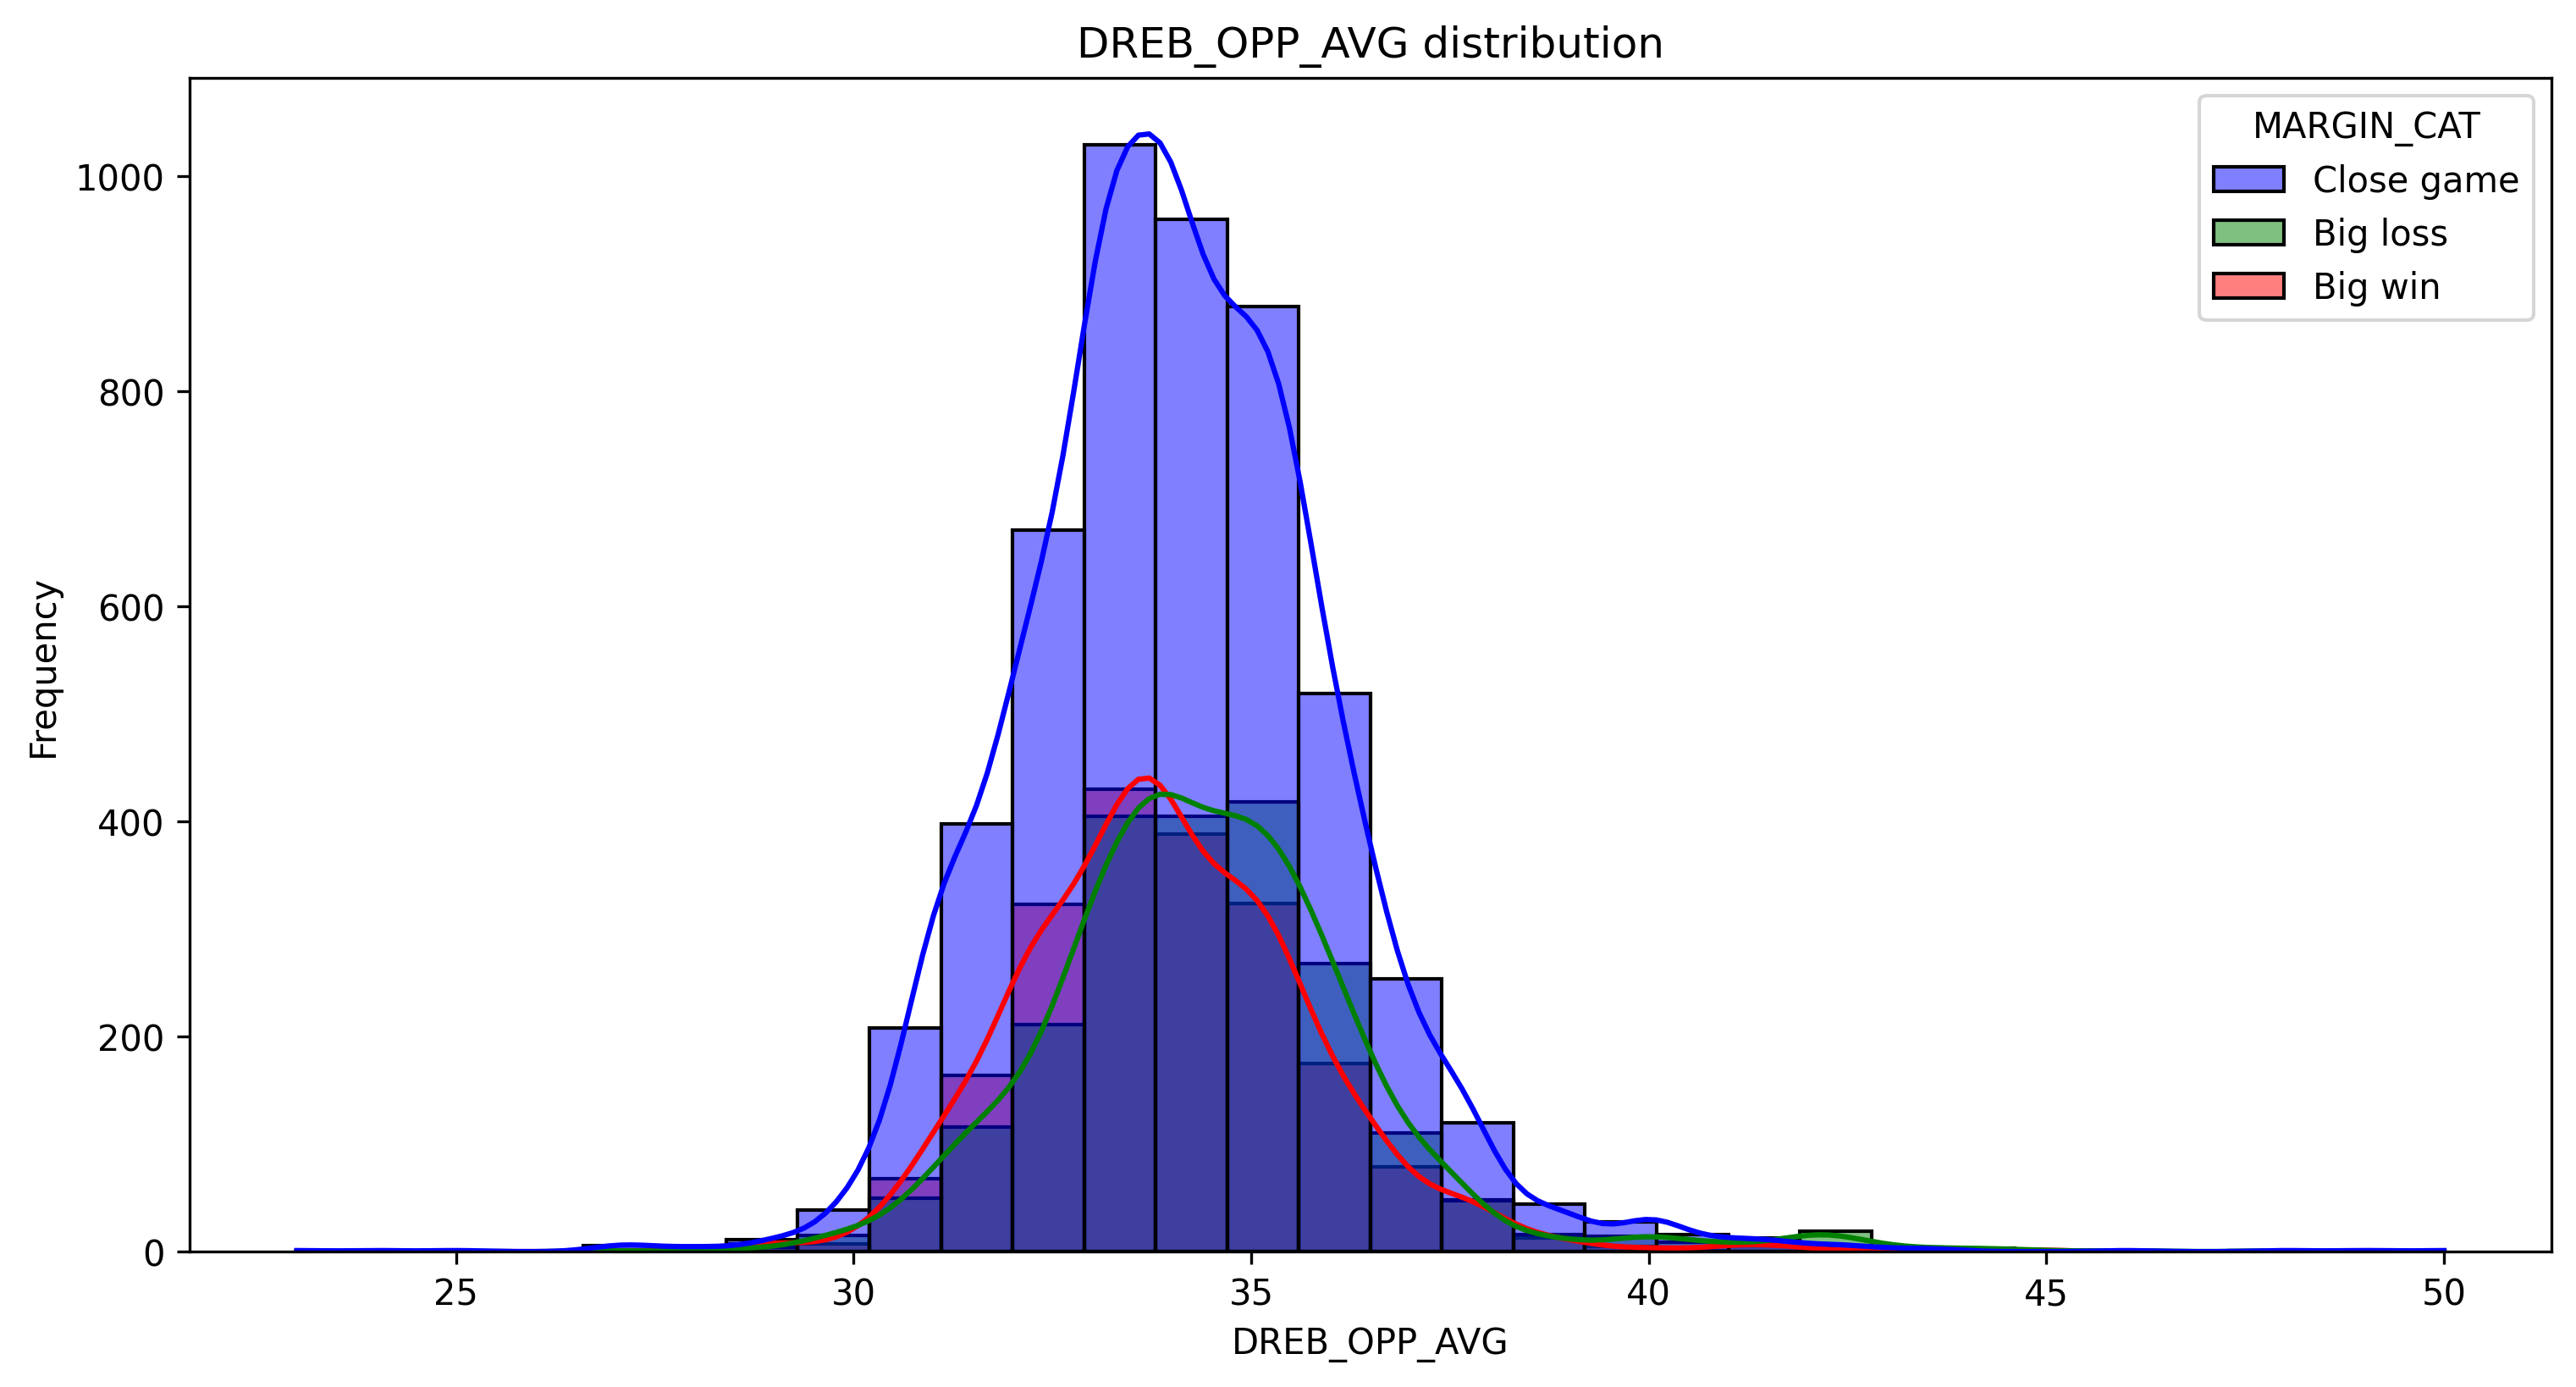 DREB_OPP_AVG distribution
MARGIN_CAT
Close game
Big loss
Big win
Frequency
1000
800
600
400
200
0
25 30 35 40 45 50
DREB_OPP_AVG